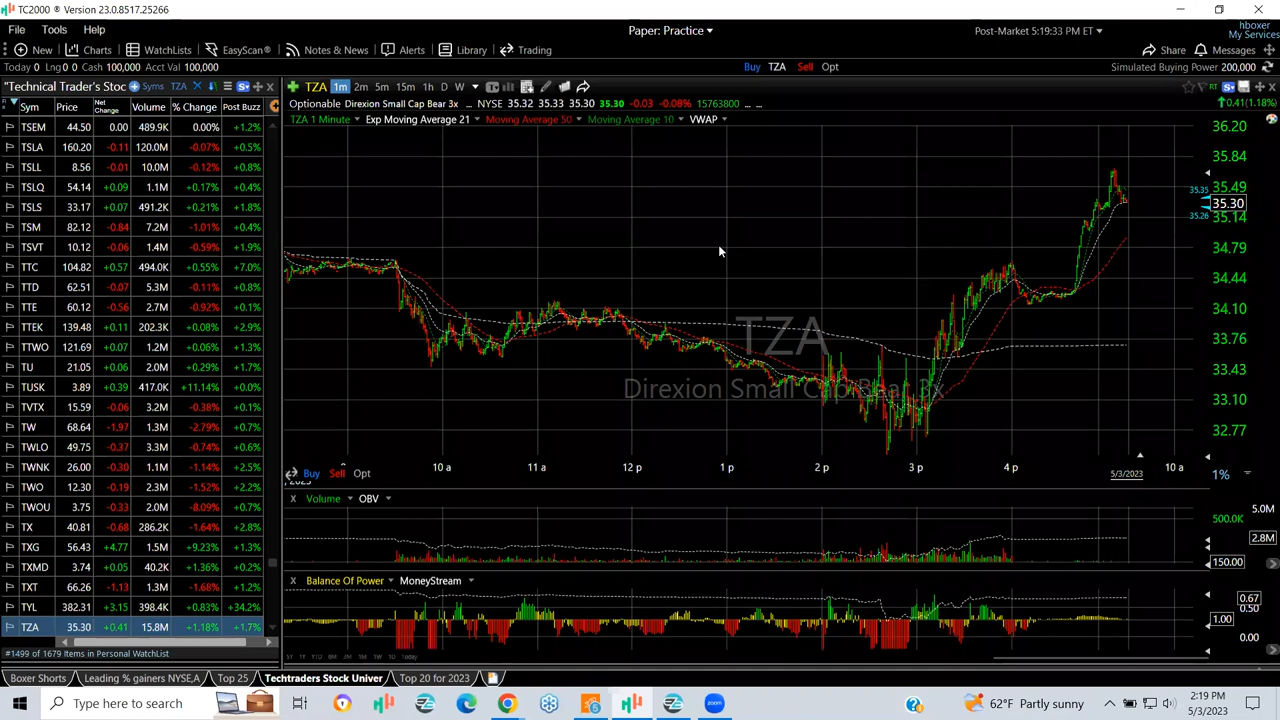 TC2000 ® Version 23.0.8517.25266
File Tools Help
Paper: Practice
Post-Market 5:19:33 PM ET
hboxer
My Services
New Charts WatchLists EasyScan® Notes & News Alerts Library Trading
Share Messages
Today 0 Lng 0 Cash 100,000 Acct Val 100,000
Buy TZA Sell Opt
Simulated Buying Power 200,000
"Technical Trader's Stoc Syms TZA
TZA 1m 2m 5m 15m 1h D W
RT
Sym Price Net Change Volume % Change Post Buzz
Optionable Direxion Small Cap Bear 3x ... NYSE 35.32 35.33 35.30 35.30 -0.03 -0.08% 15763800 ... ...
0.41(1.18%)
TZA 1 Minute Exp Moving Average 21 Moving Average 50 Moving Average 10 VWAP
TSEM 44.50 0.00 489.9K 0.00% +1.2%
TSLA 160.20 -0.11 120.0M -0.07% +0.5%
TSLL 8.56 -0.01 10.0M -0.12% +0.8%
TSLQ 54.14 +0.09 1.1M +0.17% +0.4%
TSLS 33.17 +0.07 491.2K +0.21% +1.8%
TSM 82.12 -0.84 7.2M -1.01% +0.4%
TSVT 10.12 -0.06 1.4M -0.59% +1.9%
TTC 104.82 +0.57 494.0K +0.55% +7.0%
TTD 62.51 -0.07 5.3M -0.11% +0.8%
TTE 60.12 -0.56 2.7M -0.92% +0.1%
TTEK 139.48 +0.11 202.3K +0.08% +2.9%
TTWO 121.69 +0.07 1.2M +0.06% +1.3%
TU 21.05 +0.06 2.0M +0.29% +1.7%
TUSK 3.89 +0.39 417.0K +11.14% +0.0%
TVTX 15.59 -0.06 3.2M -0.38% +0.1%
TW 68.64 -1.97 1.3M -2.79% +0.7%
TWLO 49.75 -0.37 3.3M -0.74% +0.6%
TWNK 26.00 -0.30 1.1M -1.14% +2.5%
TWO 12.30 -0.19 2.3M -1.52% +2.2%
TWOU 3.75 -0.33 2.0M -8.09% +0.7%
TX 40.81 -0.68 286.2K -1.64% +2.8%
TXG 56.43 +4.77 1.5M +9.23% +1.3%
TXMD 3.74 +0.05 40.2K +1.36% +0.2%
TXT 66.26 -1.13 1.3M -1.68% +1.2%
TYL 382.31 +3.15 398.4K +0.83% +34.2%
TZA 35.30 +0.41 15.8M +1.18% +1.7%
#1499 of 1679 Items in Personal WatchList
36.20
35.84
35.49
35.35
35.30
35.26
35.14
34.79
34.44
34.10
33.76
33.43
33.10
32.77
TZA
Direxion Small Cap Bear 3x
10 a 11 a 12 p 1 p 2 p 3 p 4 p 10 a
5/3/2023
1%
Buy Sell Opt
Volume OBV
5.0M
500.0K
2.8M
150.00
Balance Of Power MoneyStream
0.67
0.50
1.00
0.00
5Y 1Y YTD 6M 3M 1M 1W 1D Today
Boxer Shorts Leading % gainers NYSE,A Top 25 Techtraders Stock Univer Top 20 for 2023
Type here to search
zoom
62°F Partly sunny
2:19 PM
5/3/2023